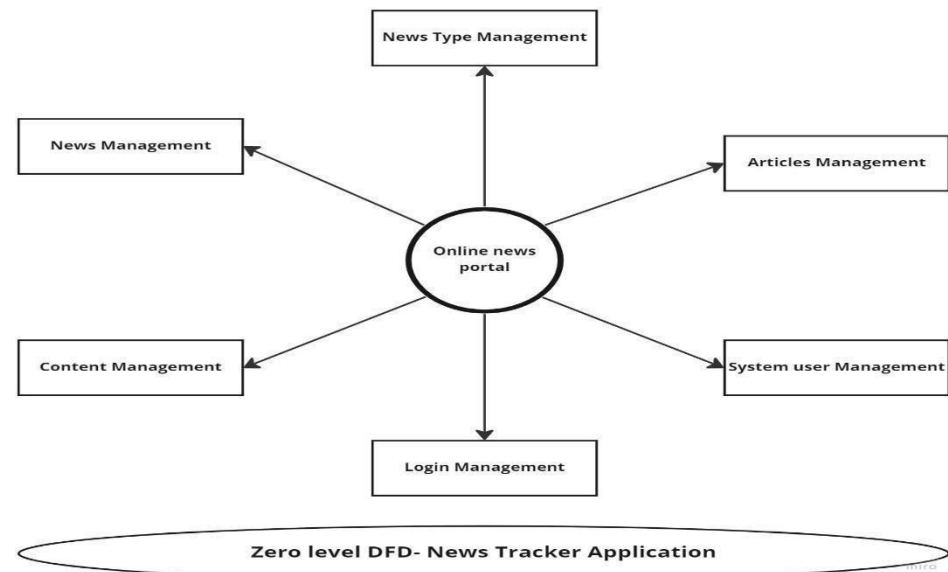 News Type Management
News Management
Articles Management
Online news
portal
Content Management
System user Management
Login Management
Zero level DFD- News Tracker Application
miro